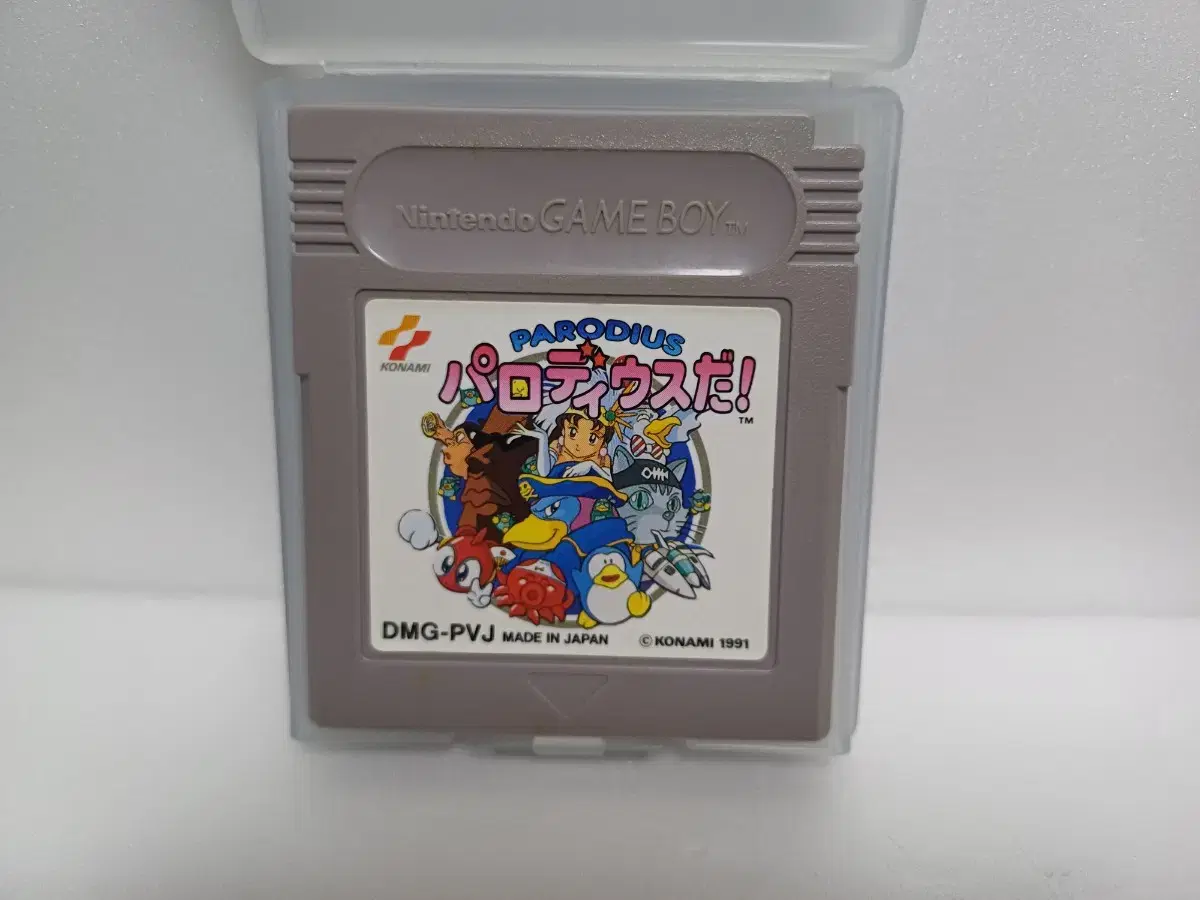 Nintendo GAME BOY TM
KONAMI
PARODIUS
パロディウスだ!
TM
DMG-PVJ MADE IN JAPAN © KONAMI 1991